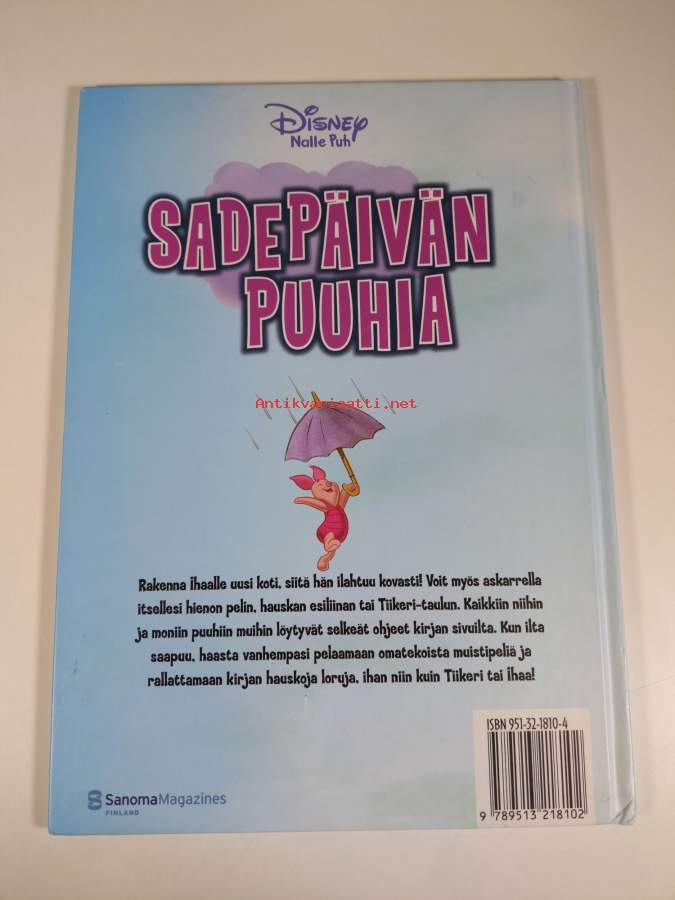 Disney
Nalle Puh
SADEPÄIVÄN
PUUHIA
Antikvariaatti.net
Rakenna Ihaalle uusi koti, siitä hän ilahtuu kovasti! Voit myös askarrella
itsellesi hienon pelin, hauskan esiliinan tai Tiikeri-taulun. Kaikkiin niihin
ja moniin puuhiin muihin löytyvät selkeät ohjeet kirjan sivuilta. Kun ilta
saapuu, haasta vanhempasi pelaamaan omatekoista muistipeliä ja
rallattamaan kirjan hauskoja loruja, ihan niin kuin Tiikeri tai Ihaa!
ISBN 951-32-1810-4
9 789513 218102
SanomaMagazines
FINLAND